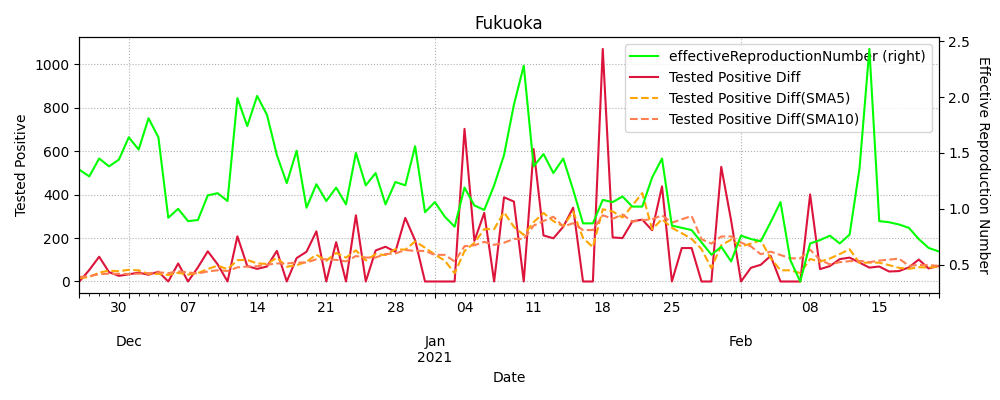 Fukuoka
effectiveReproductionNumber (right)
Tested Positive Diff
Tested Positive Diff(SMA5)
Tested Positive Diff(SMA10)
Tested Positive
1000
800
600
400
200
0
Effective Reproduction Number
2.5
2.0
1.5
1.0
0.5
30 07 14 21 28 04 11 18 25 08 15
Dec Jan Feb
2021
Date